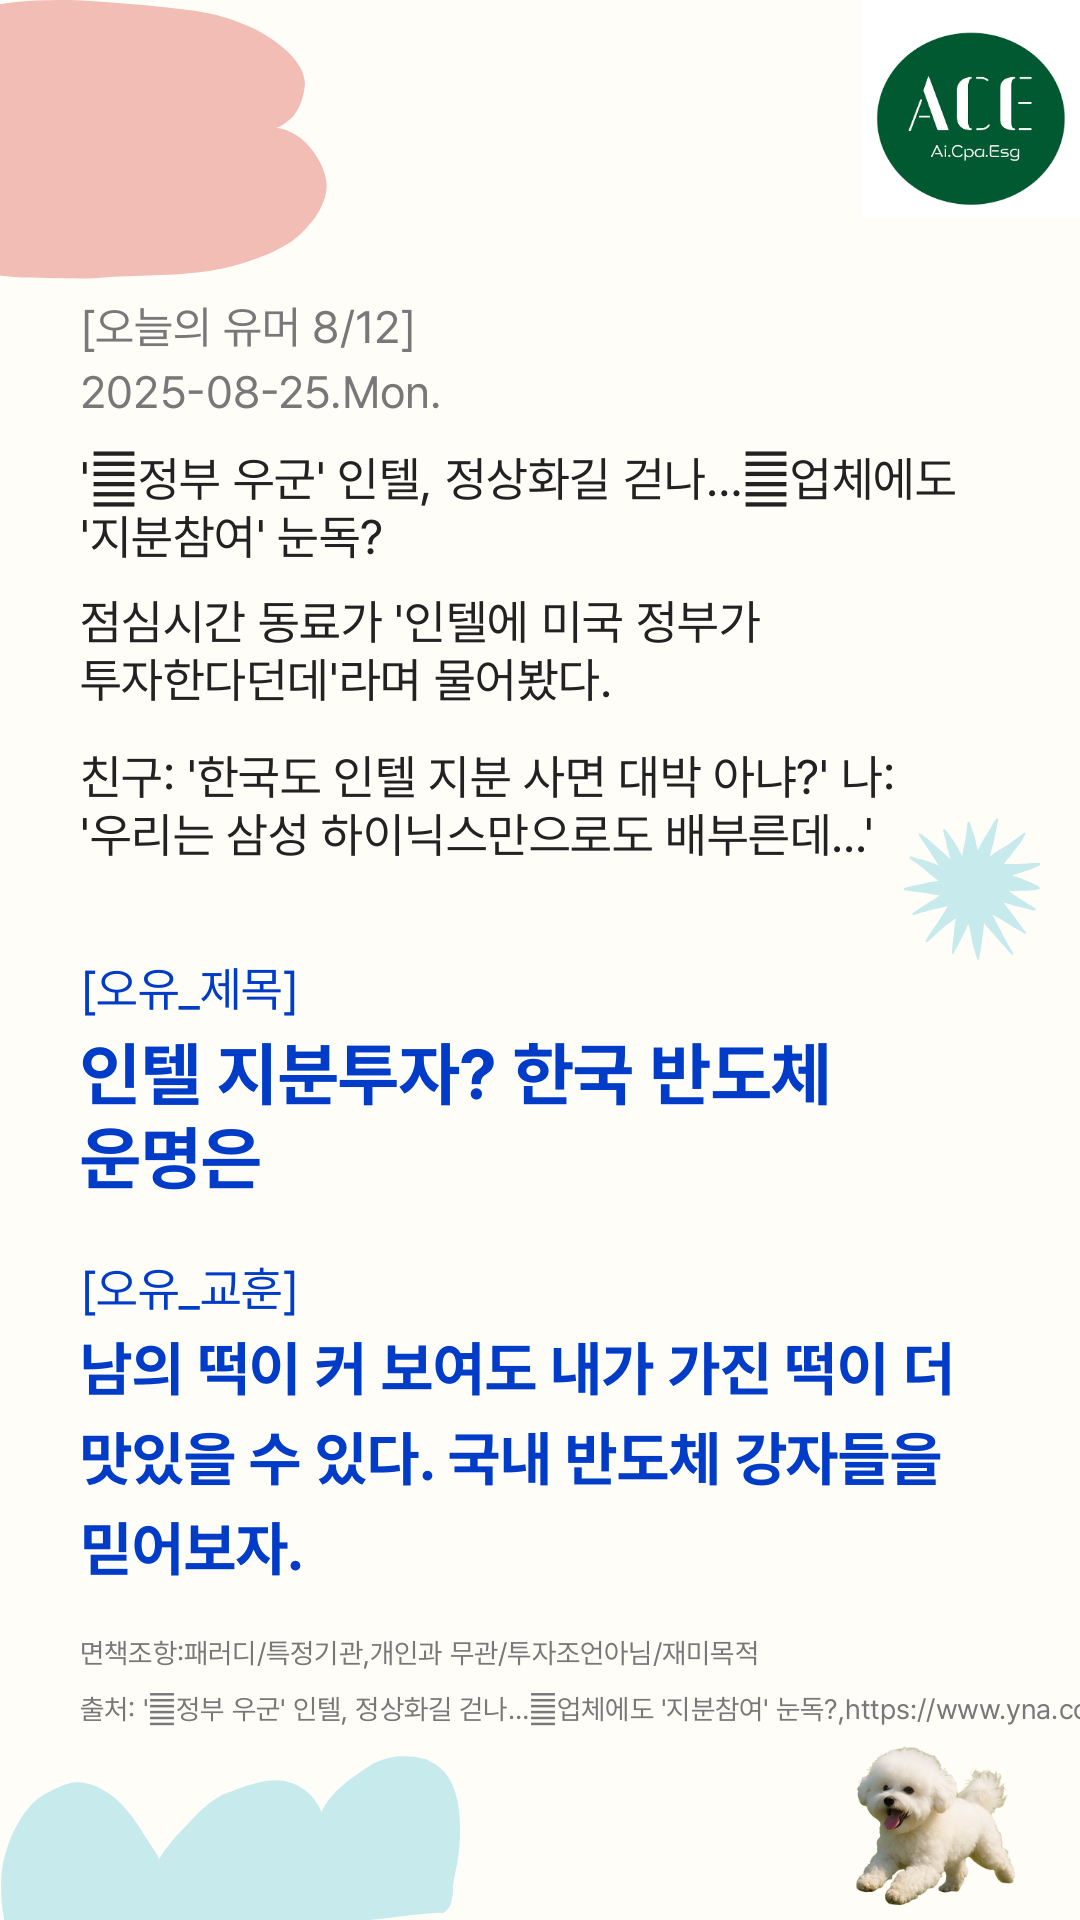 ACE
Ai.Cpa.Esg
[오늘의 유머 8/12]
2025-08-25.Mon.
'정부 우군' 인텔, 정상화길 걷나…업체에도
'지분참여' 눈독?
점심시간 동료가 '인텔에 미국 정부가
투자한다던데'라며 물어봤다.
친구: '한국도 인텔 지분 사면 대박 아냐?' 나:
'우리는 삼성 하이닉스만으로도 배부른데...'
[오유_제목]
인텔 지분투자? 한국 반도체
운명은
[오유_교훈]
남의 떡이 커 보여도 내가 가진 떡이 더
맛있을 수 있다. 국내 반도체 강자들을
믿어보자.
면책조항:패러디/특정기관,개인과 무관/투자조언아님/재미목적
출처: '정부 우군' 인텔, 정상화길 걷나…업체에도 '지분참여' 눈독?,https://www.yna.co